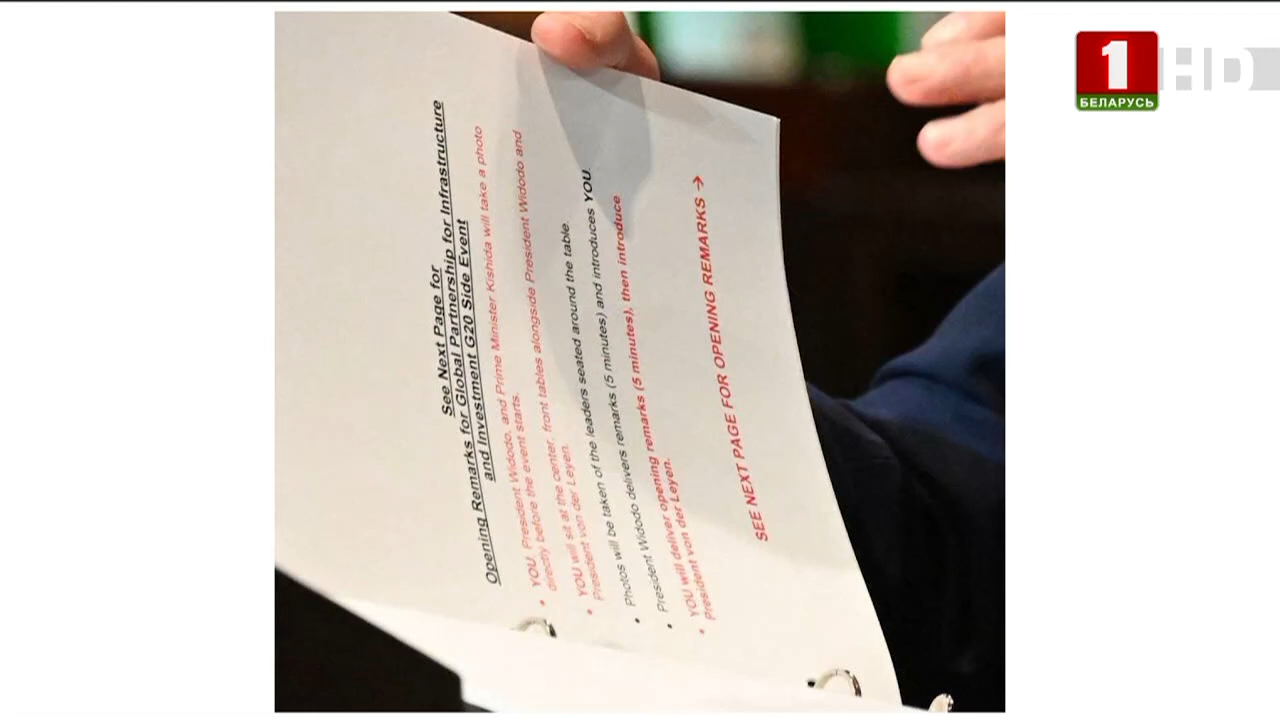 See Next Page for
Opening Remarks for Global Partnership for Infrastructure
and Investment G20 Side Event
• YOU, President Widodo, and Prime Minister Kishida will take a photo
directly before the event starts.
• YOU will sit at the center, front tables alongside President Widodo and
President von der Leyen.
• Photos will be taken of the leaders seated around the table.
• President Widodo delivers remarks (5 minutes) and introduces YOU.
• YOU will deliver opening remarks (5 minutes), then introduce
President von der Leyen.
SEE NEXT PAGE FOR OPENING REMARKS →
1
HD
БЕЛАРУСЬ